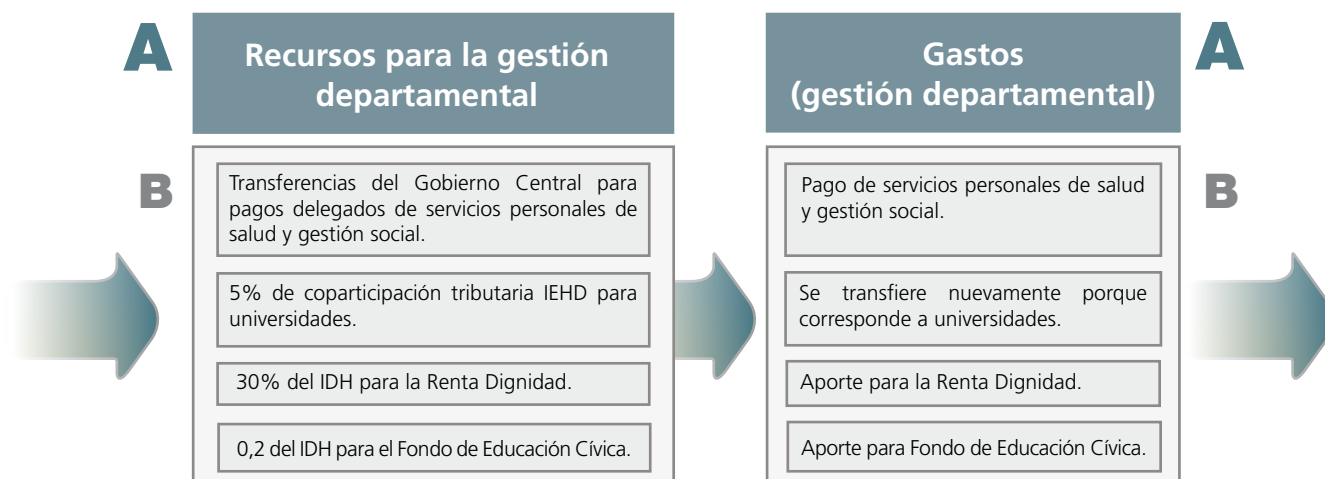 A
Recursos para la gestión
departamental
B
Transferencias del Gobierno Central para
pagos delegados de servicios personales de
salud y gestión social.
5% de coparticipación tributaria IEHD para
universidades.
30% del IDH para la Renta Dignidad.
0,2 del IDH para el Fondo de Educación Cívica.
Gastos
(gestión departamental)
A
Pago de servicios personales de salud
y gestión social.
B
Se transfiere nuevamente porque
corresponde a universidades.
Aporte para la Renta Dignidad.
Aporte para Fondo de Educación Cívica.